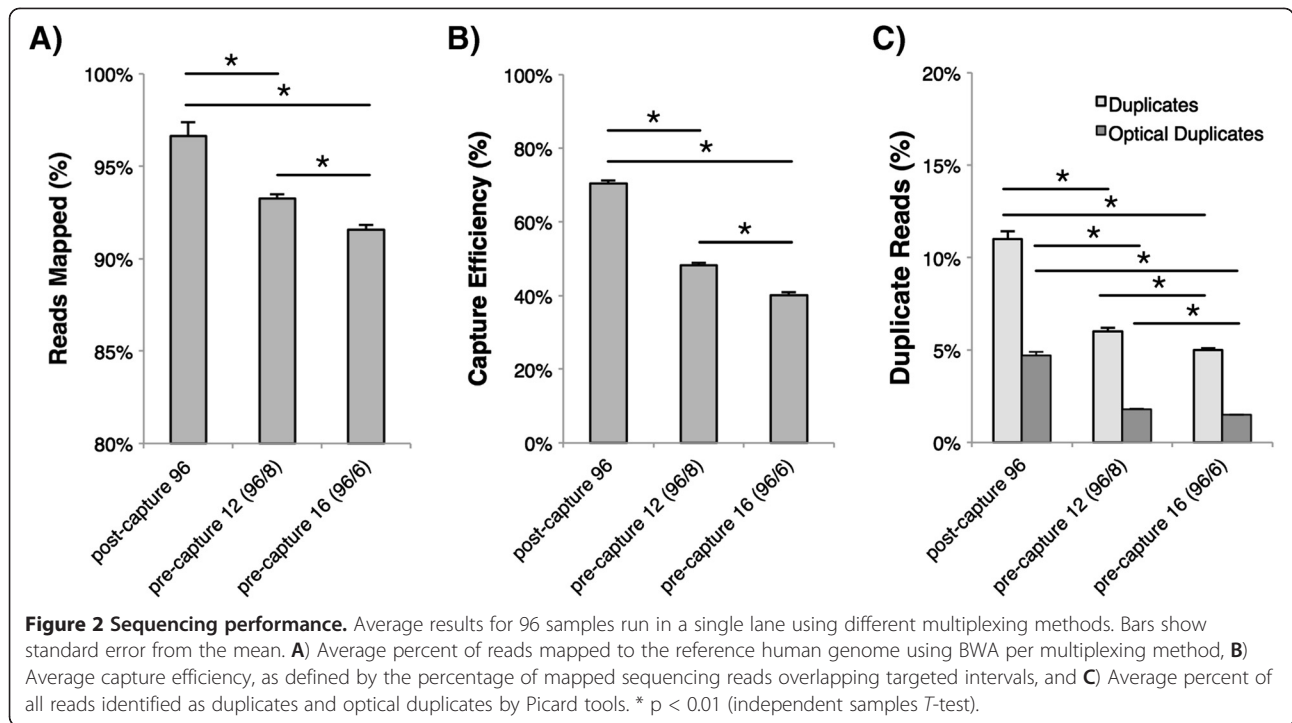 A)
Reads Mapped (%)
100%
95%
90%
85%
80%
*
*
*
post-capture 96
pre-capture 12 (96/8)
pre-capture 16 (96/6)
B)
Capture Efficiency (%)
100%
80%
60%
40%
20%
0%
*
*
*
post-capture 96
pre-capture 12 (96/8)
pre-capture 16 (96/6)
C)
Duplicate Reads (%)
20%
15%
10%
5%
0%
Duplicates
Optical Duplicates
*
*
*
*
*
*
post-capture 96
pre-capture 12 (96/8)
pre-capture 16 (96/6)
Figure 2 Sequencing performance. Average results for 96 samples run in a single lane using different multiplexing methods. Bars show
standard error from the mean. A) Average percent of reads mapped to the reference human genome using BWA per multiplexing method, B)
Average capture efficiency, as defined by the percentage of mapped sequencing reads overlapping targeted intervals, and C) Average percent of
all reads identified as duplicates and optical duplicates by Picard tools. * p < 0.01 (independent samples T-test).